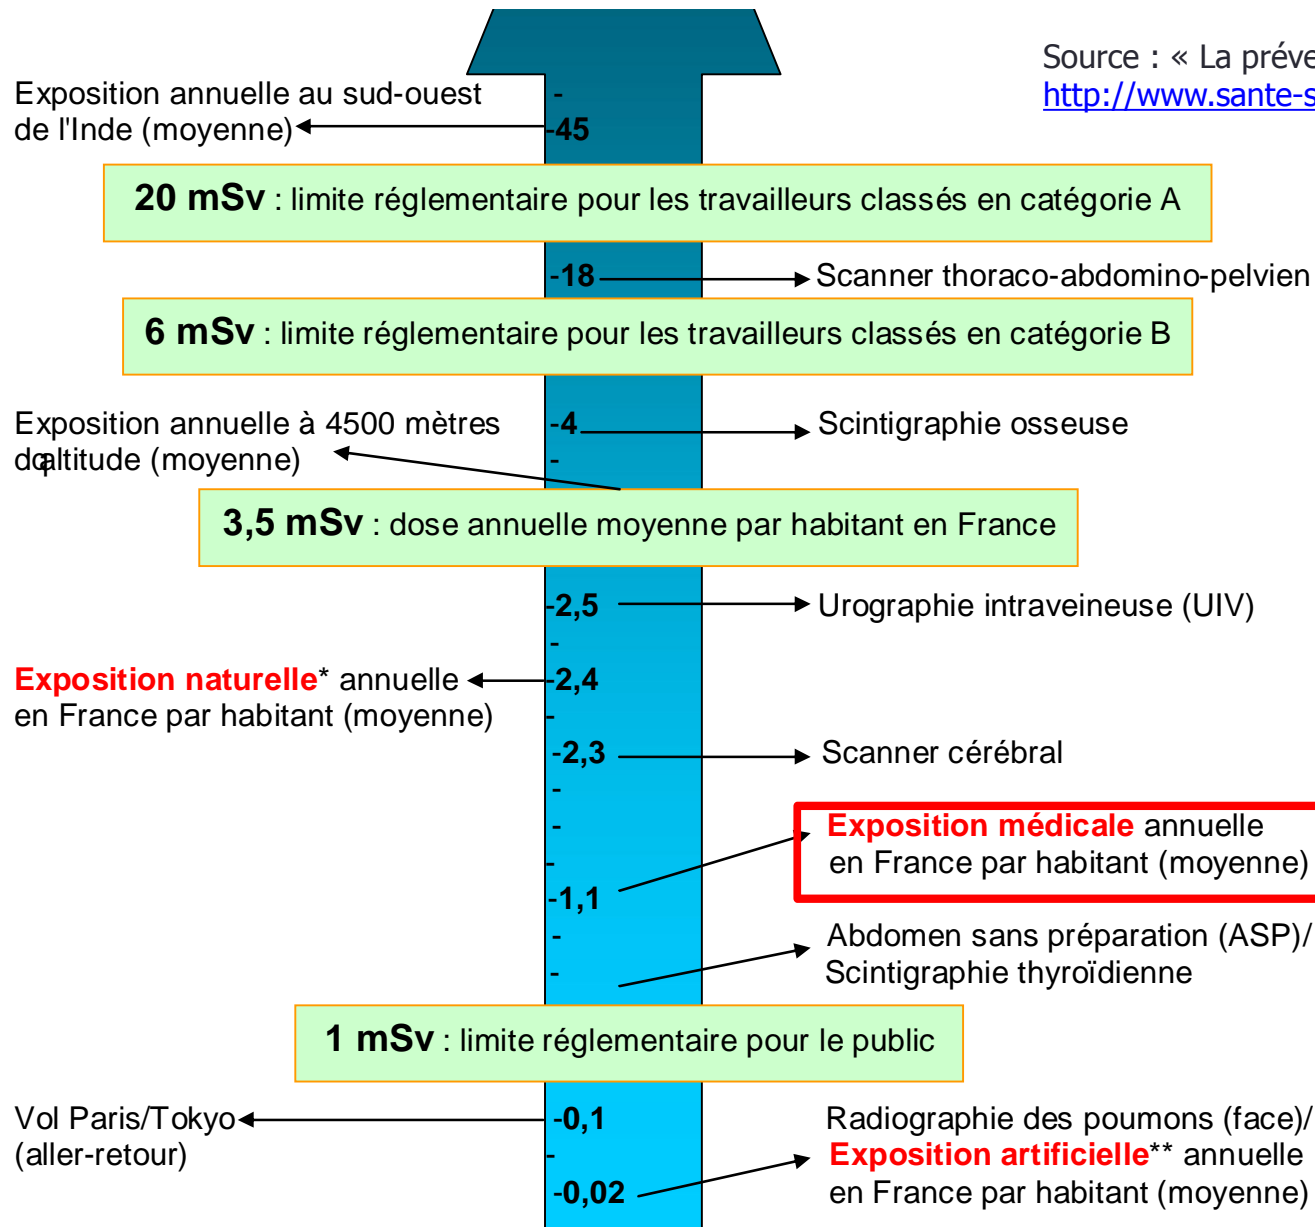 Source : « La préve
http://www.sante-s
Exposition annuelle au sud-ouest
de l'Inde (moyenne)
-
-45
20 mSv : limite réglementaire pour les travailleurs classés en catégorie A
-18
Scanner thoraco-abdomino-pelvien
6 mSv : limite réglementaire pour les travailleurs classés en catégorie B
Exposition annuelle à 4500 mètres
altitude (moyenne)
-4
-
Scintigraphie osseuse
3,5 mSv : dose annuelle moyenne par habitant en France
-2,5
-
Urographie intraveineuse (UIV)
Exposition naturelle* annuelle
en France par habitant (moyenne)
-2,4
-
-2,3
Scanner cérébral
-
-
-
Exposition médicale annuelle
en France par habitant (moyenne)
-1,1
-
-
Abdomen sans préparation (ASP)/
Scintigraphie thyroïdienne
1 mSv : limite réglementaire pour le public
Vol Paris/Tokyo
(aller-retour)
-0,1
-
-0,02
Radiographie des poumons (face)/
Exposition artificielle** annuelle
en France par habitant (moyenne)